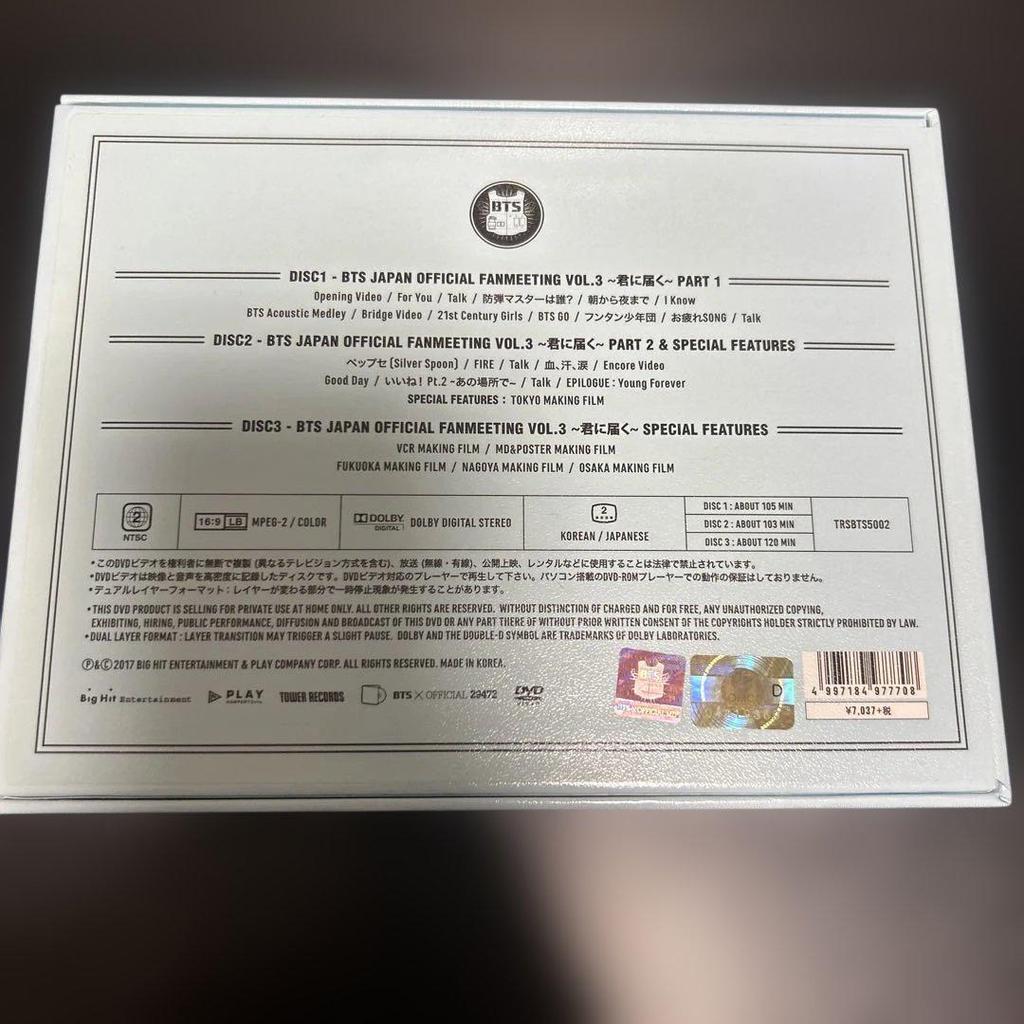 BTS
DISC1 - BTS JAPAN OFFICIAL FANMEETING VOL.3 ~君に届く~ PART 1
Opening Video / For You / Talk / 防弾マスターは誰? / 朝から夜まで / I Know
BTS Acoustic Medley / Bridge Video / 21st Century Girls / BTS GO / フンタン少年団 / お疲れSONG / Talk
DISC2 - BTS JAPAN OFFICIAL FANMEETING VOL.3 ~君に届く~ PART 2 & SPECIAL FEATURES
ペップセ (Silver Spoon) / FIRE / Talk / 血、汗、涙 / Encore Video
Good Day / いいね! Pt.2 ~あの場所で~ / Talk / EPILOGUE : Young Forever
SPECIAL FEATURES : TOKYO MAKING FILM
DISC3 - BTS JAPAN OFFICIAL FANMEETING VOL.3 ~君に届く~ SPECIAL FEATURES
VCR MAKING FILM / MD&POSTER MAKING FILM
FUKUOKA MAKING FILM / NAGOYA MAKING FILM / OSAKA MAKING FILM
2 NTSC 16:9 LB MPEG-2 / COLOR DOLBY DIGITAL DOLBY DIGITAL STEREO 2 KOREAN / JAPANESE DISC 1 : ABOUT 105 MIN TRSBTS5002
DISC 2 : ABOUT 103 MIN
DISC 3 : ABOUT 120 MIN
•このDVDビデオを権利者に無断で複製 (異なるテレビジョン方式を含む)、放送 (無線・有線)、公開上映、レンタルなどに使用することは法律で禁止されています。
•DVDビデオは映像と音声を高密度に記録したディスクです。DVDビデオ対応のプレーヤーで再生して下さい。パソコン搭載のDVD-ROMプレーヤーでの動作の保証はしておりません。
•デュアルレイヤーフォーマット：レイヤーが変わる部分で一時停止現象が発生することがあります。
•THIS DVD PRODUCT IS SELLING FOR PRIVATE USE AT HOME ONLY. ALL OTHER RIGHTS ARE RESERVED. WITHOUT DISTINCTION OF CHARGED AND FOR FREE, ANY UNAUTHORIZED COPYING,
EXHIBITING, HIRING, PUBLIC PERFORMANCE, DIFFUSION AND BROADCAST OF THIS DVD OR ANY PART THERE OF WITHOUT PRIOR WRITTEN CONSENT OF THE COPYRIGHTS HOLDER STRICTLY PROHIBITED BY LAW.
•DUAL LAYER FORMAT : LAYER TRANSITION MAY TRIGGER A SLIGHT PAUSE. DOLBY AND THE DOUBLE-D SYMBOL ARE TRADEMARKS OF DOLBY LABORATORIES.
Ⓟ&Ⓒ 2017 BIG HIT ENTERTAINMENT & PLAY COMPANY CORP. ALL RIGHTS RESERVED. MADE IN KOREA.
Big Hit Entertainment PLAY TOWER RECORDS BTS × OFFICIAL 29472 DVD VIDEO
BTS
D
4 997184 977708
¥7,037+税